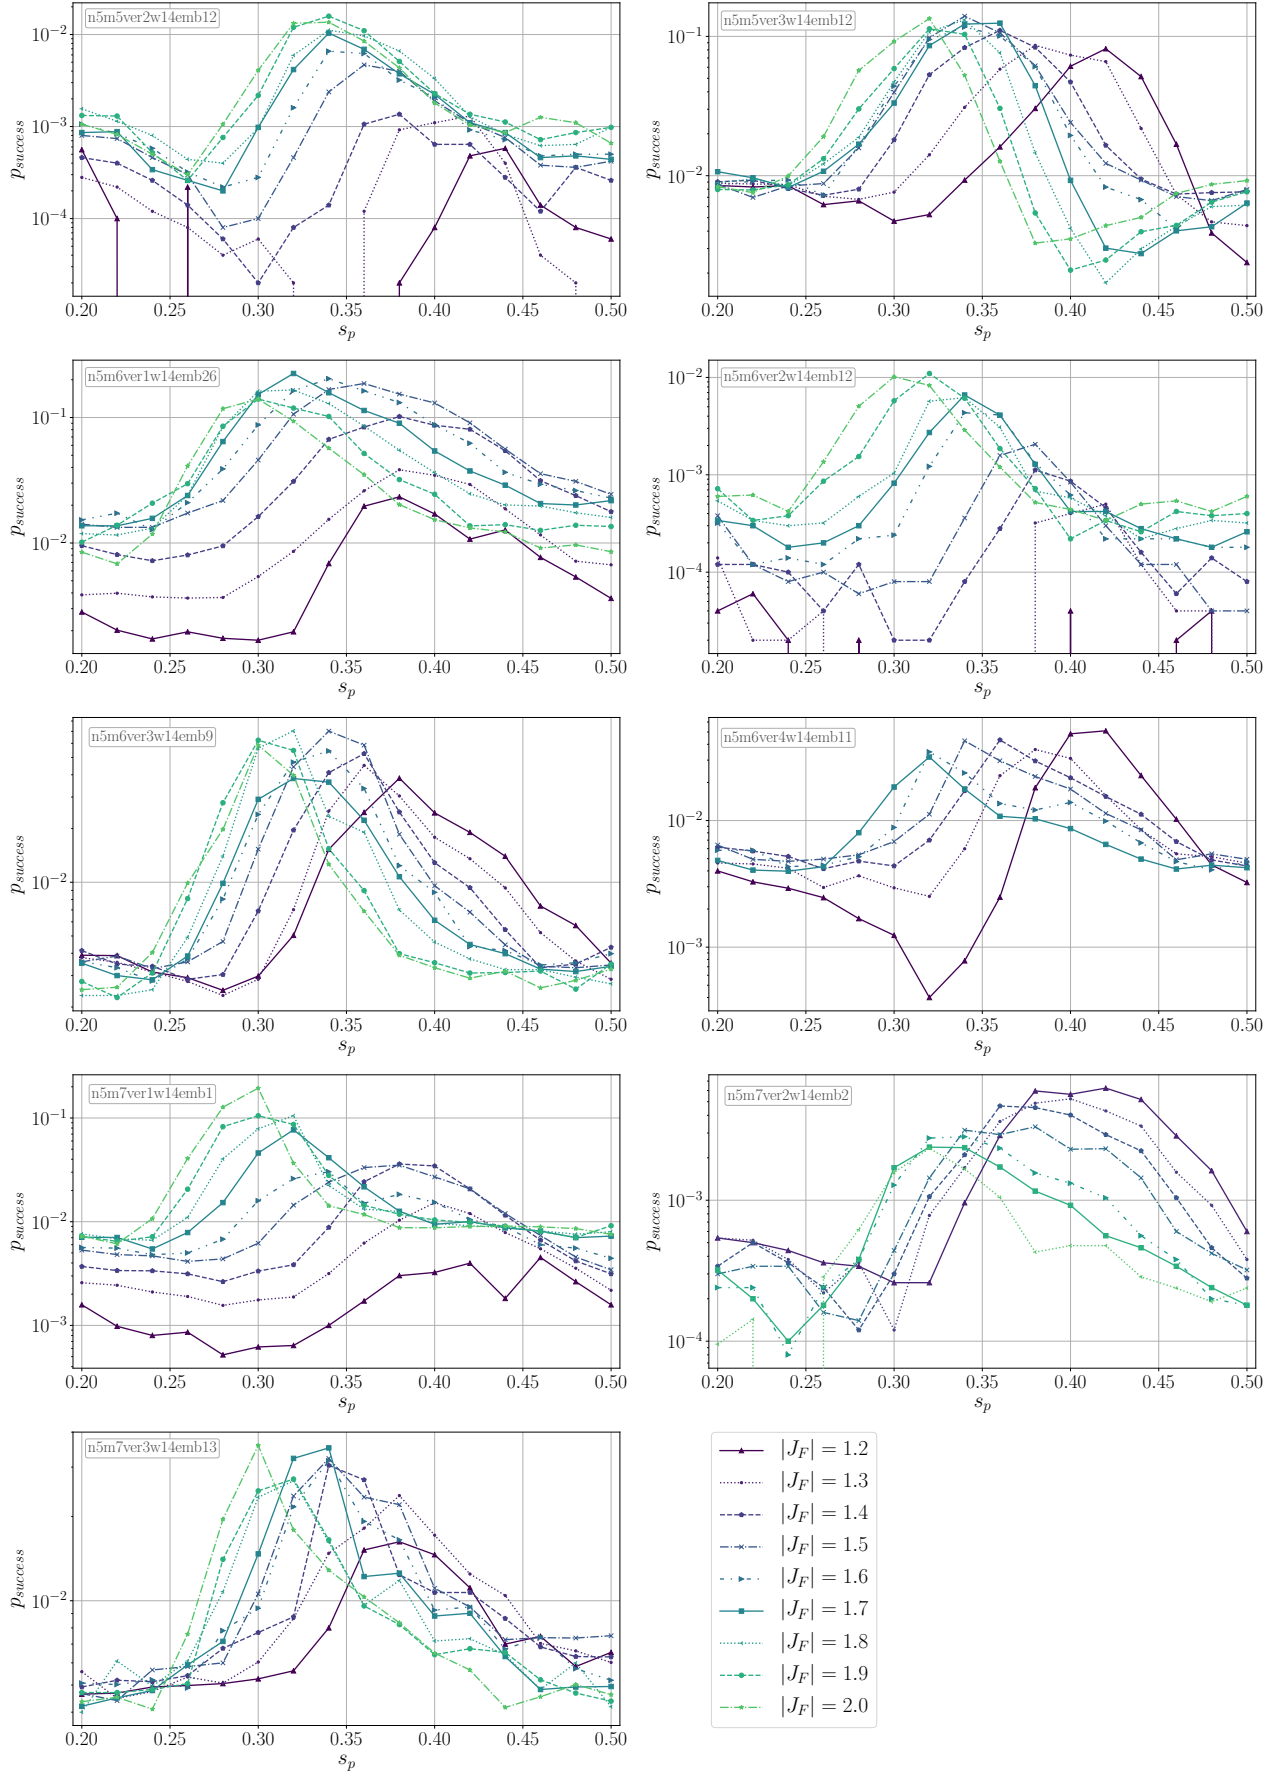 n5m5ver2w14emb12
10⁻²
10⁻³
10⁻⁴
p_success
0.20 0.25 0.30 0.35 0.40 0.45 0.50
s_p
n5m5ver3w14emb12
10⁻¹
10⁻²
p_success
0.20 0.25 0.30 0.35 0.40 0.45 0.50
s_p
n5m6ver1w14emb26
10⁻¹
10⁻²
p_success
0.20 0.25 0.30 0.35 0.40 0.45 0.50
s_p
n5m6ver2w14emb12
10⁻²
10⁻³
10⁻⁴
p_success
0.20 0.25 0.30 0.35 0.40 0.45 0.50
s_p
n5m6ver3w14emb9
10⁻²
p_success
0.20 0.25 0.30 0.35 0.40 0.45 0.50
s_p
n5m6ver4w14emb11
10⁻²
10⁻³
p_success
0.20 0.25 0.30 0.35 0.40 0.45 0.50
s_p
n5m7ver1w14emb1
10⁻¹
10⁻²
10⁻³
p_success
0.20 0.25 0.30 0.35 0.40 0.45 0.50
s_p
n5m7ver2w14emb2
10⁻³
10⁻⁴
p_success
0.20 0.25 0.30 0.35 0.40 0.45 0.50
s_p
n5m7ver3w14emb13
10⁻²
p_success
0.20 0.25 0.30 0.35 0.40 0.45 0.50
s_p
|J_F| = 1.2
|J_F| = 1.3
|J_F| = 1.4
|J_F| = 1.5
|J_F| = 1.6
|J_F| = 1.7
|J_F| = 1.8
|J_F| = 1.9
|J_F| = 2.0